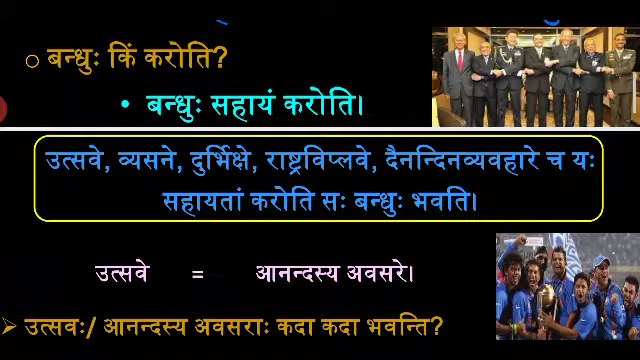 बन्धुः किं करोति?
बन्धुः सहायं करोति।
उत्सवे, व्यसने, दुर्भिक्षे, राष्ट्रविप्लवे, दैनन्दिनव्यवहारे च यः
सहायतां करोति सः बन्धुः भवति।
उत्सवे = आनन्दस्य अवसरे।
उत्सवः/ आनन्दस्य अवसराः कदा कदा भवन्ति?